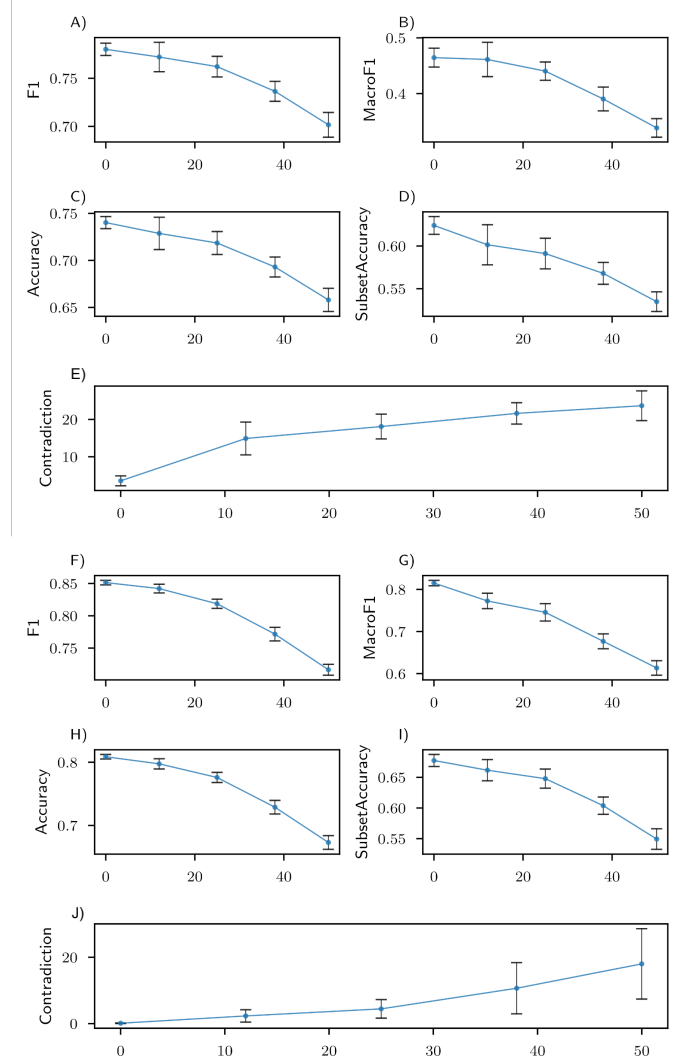 A)
B)
F1
0.75
0.70
0 20 40
MacroF1
0.5
0.4
0 20 40
C)
D)
Accuracy
0.75
0.70
0.65
0 20 40
SubsetAccuracy
0.60
0.55
0 20 40
E)
Contradiction
20
10
0 10 20 30 40 50
F)
G)
F1
0.85
0.80
0.75
0 20 40
MacroF1
0.8
0.7
0.6
0 20 40
H)
I)
Accuracy
0.8
0.7
0 20 40
SubsetAccuracy
0.65
0.60
0.55
0 20 40
J)
Contradiction
20
0
0 10 20 30 40 50